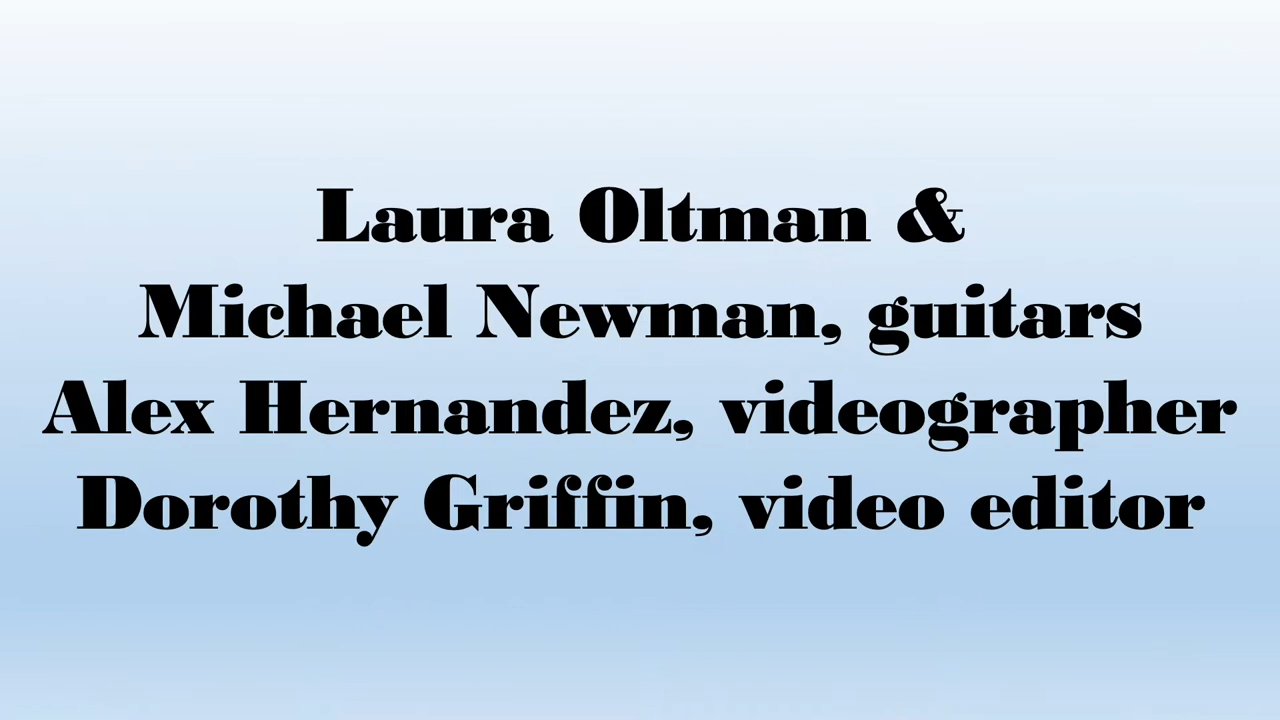 Laura Oltman &
Michael Newman, guitars
Alex Hernandez, videographer
Dorothy Griffin, video editor